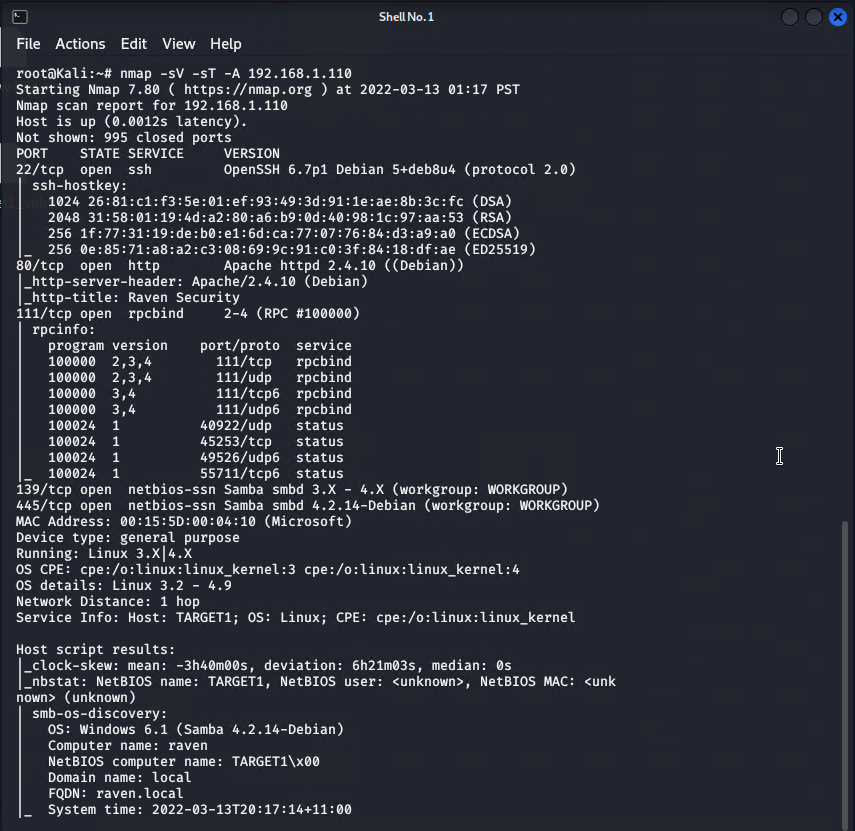 Shell No.1
File Actions Edit View Help
root@Kali:~# nmap -sV -sT -A 192.168.1.110
Starting Nmap 7.80 ( https://nmap.org ) at 2022-03-13 01:17 PST
Nmap scan report for 192.168.1.110
Host is up (0.0012s latency).
Not shown: 995 closed ports
PORT    STATE SERVICE     VERSION
22/tcp  open  ssh         OpenSSH 6.7p1 Debian 5+deb8u4 (protocol 2.0)
| ssh-hostkey:
|   1024 26:81:c1:f3:5e:01:ef:93:49:3d:91:1e:ae:8b:3c:fc (DSA)
|   2048 31:58:01:19:4d:a2:80:a6:b9:0d:40:98:1c:97:aa:53 (RSA)
|   256 1f:77:31:19:de:b0:e1:6d:ca:77:07:76:84:d3:a9:a0 (ECDSA)
|_  256 0e:85:71:a8:a2:c3:08:69:9c:91:c0:3f:84:18:df:ae (ED25519)
80/tcp  open  http        Apache httpd 2.4.10 ((Debian))
|_http-server-header: Apache/2.4.10 (Debian)
|_http-title: Raven Security
111/tcp open  rpcbind     2-4 (RPC #100000)
| rpcinfo:
|   program version    port/proto  service
|   100000  2,3,4        111/tcp   rpcbind
|   100000  2,3,4        111/udp   rpcbind
|   100000  3,4          111/tcp6  rpcbind
|   100000  3,4          111/udp6  rpcbind
|   100024  1          40922/udp   status
|   100024  1          45253/tcp   status
|   100024  1          49526/udp6  status
|_  100024  1          55711/tcp6  status
139/tcp open  netbios-ssn Samba smbd 3.X - 4.X (workgroup: WORKGROUP)
445/tcp open  netbios-ssn Samba smbd 4.2.14-Debian (workgroup: WORKGROUP)
MAC Address: 00:15:5D:00:04:10 (Microsoft)
Device type: general purpose
Running: Linux 3.X|4.X
OS CPE: cpe:/o:linux:linux_kernel:3 cpe:/o:linux:linux_kernel:4
OS details: Linux 3.2 - 4.9
Network Distance: 1 hop
Service Info: Host: TARGET1; OS: Linux; CPE: cpe:/o:linux:linux_kernel
Host script results:
|_clock-skew: mean: -3h40m00s, deviation: 6h21m03s, median: 0s
|_nbstat: NetBIOS name: TARGET1, NetBIOS user: <unknown>, NetBIOS MAC: <unk
nown> (unknown)
| smb-os-discovery:
|   OS: Windows 6.1 (Samba 4.2.14-Debian)
|   Computer name: raven
|   NetBIOS computer name: TARGET1\x00
|   Domain name: local
|   FQDN: raven.local
|_  System time: 2022-03-13T20:17:14+11:00